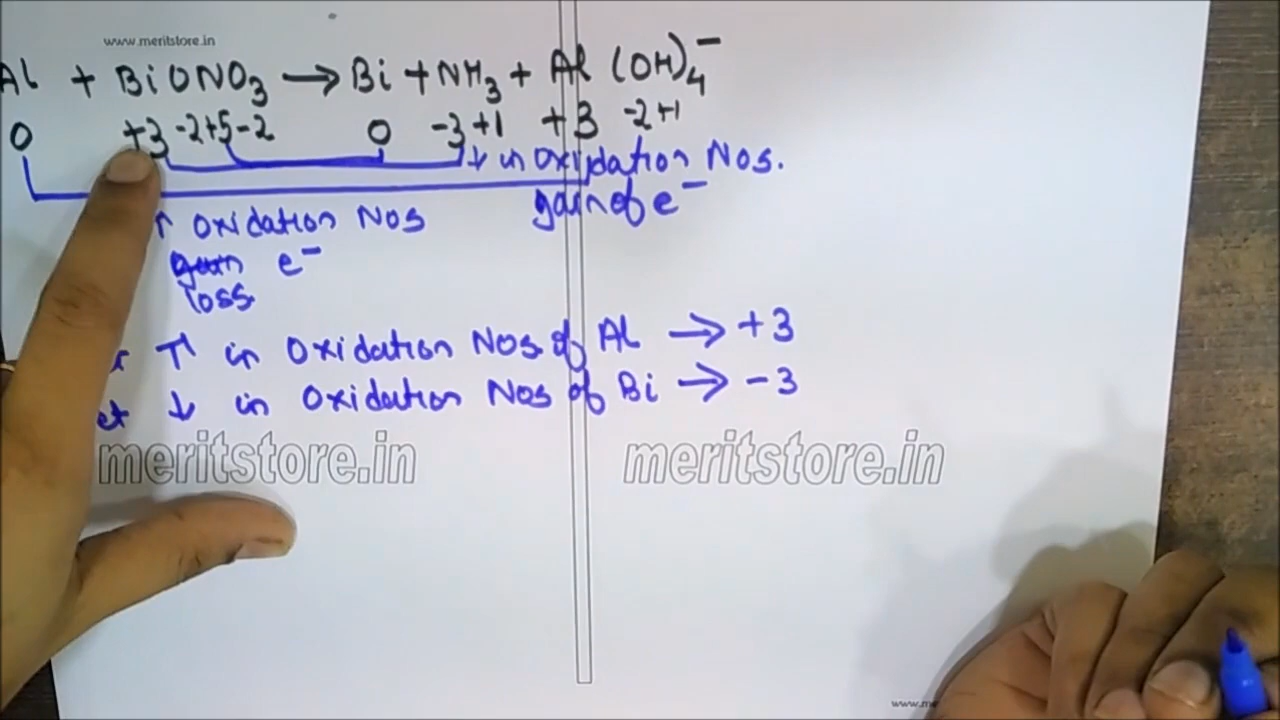 www.meritstore.in
Al + BiONO3 → Bi + NH3 + Al(OH)4−
0 +3 -2+5-2 0 -3 +1 +3 -2+1
↓ in oxidation Nos.
gain of e−
↑ oxidation Nos
gain e−
loss
↑ in Oxidation Nos. of Al → +3
↓ in Oxidation Nos of Bi → -3
meritstore.in meritstore.in